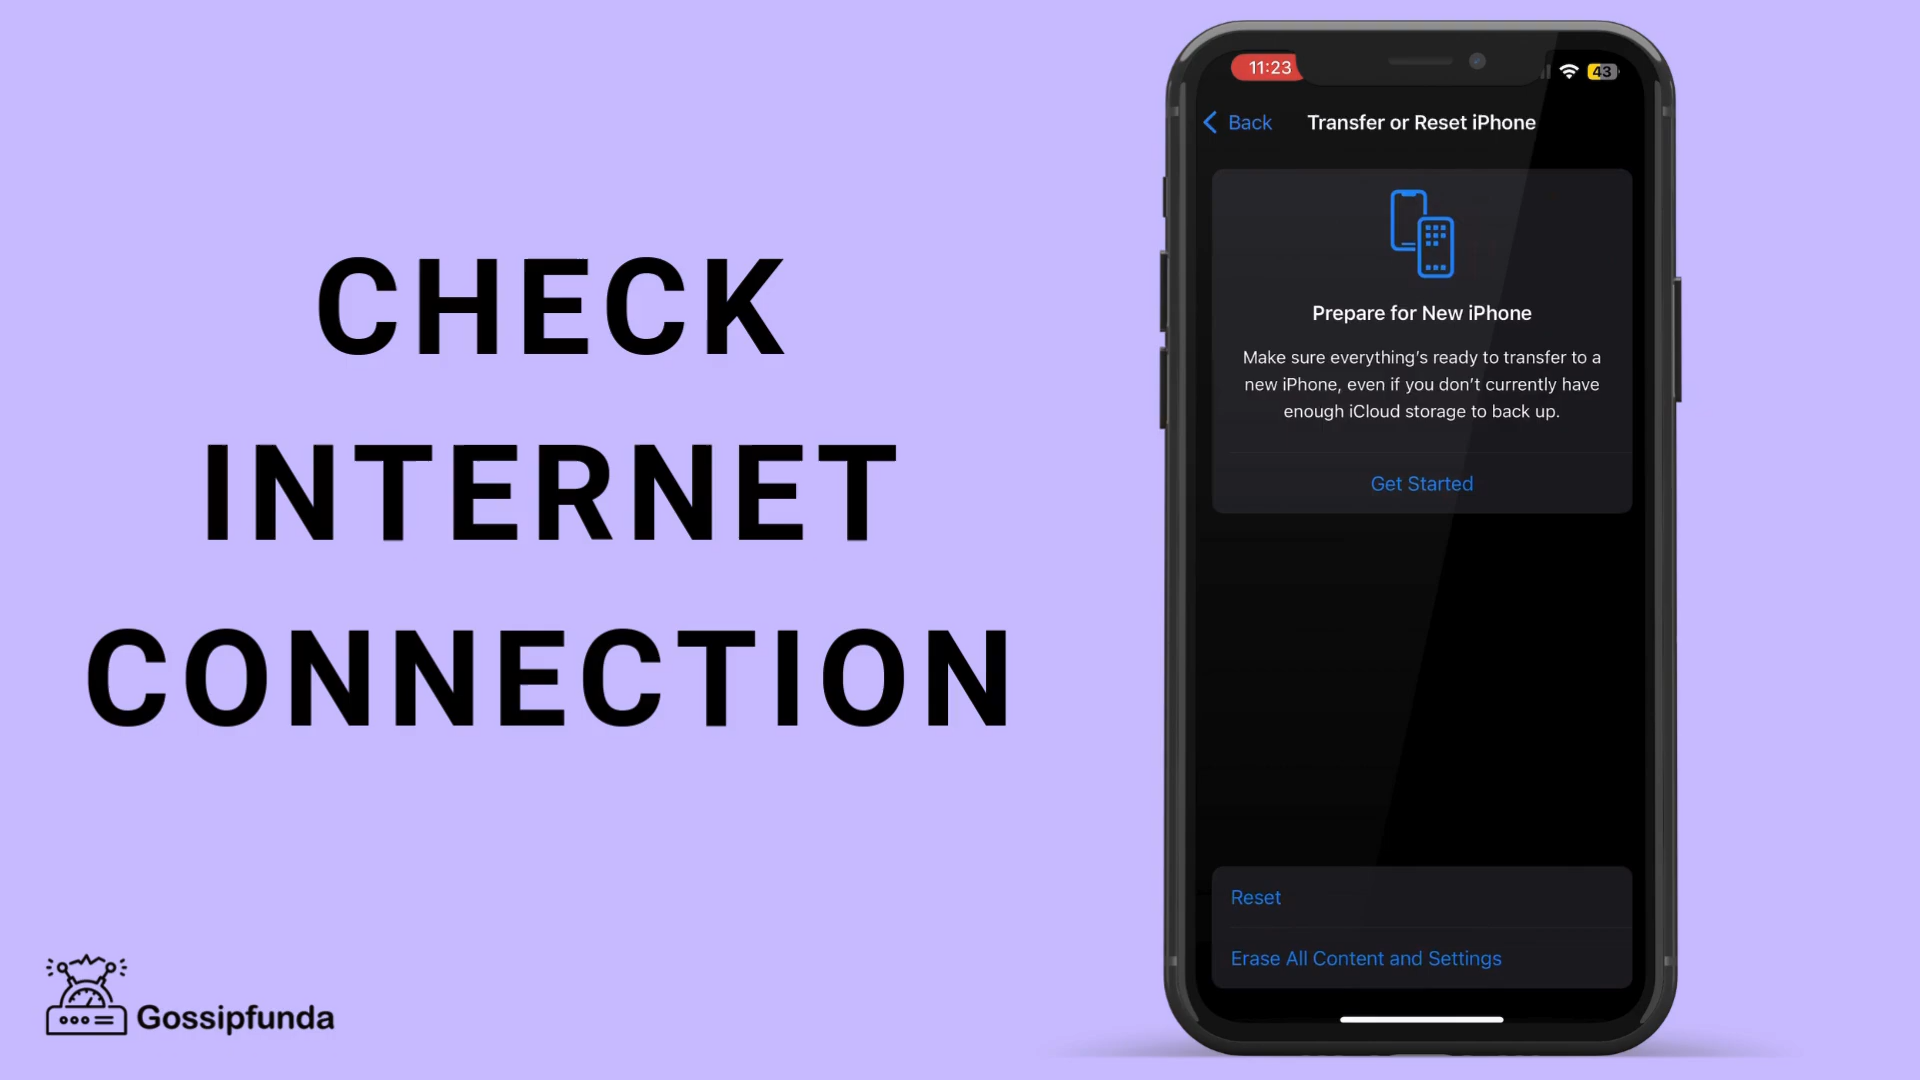 CHECK
INTERNET
CONNECTION
Gossipfunda
11:23
43
Back
Transfer or Reset iPhone
Prepare for New iPhone
Make sure everything’s ready to transfer to a
new iPhone, even if you don’t currently have
enough iCloud storage to back up.
Get Started
Reset
Erase All Content and Settings